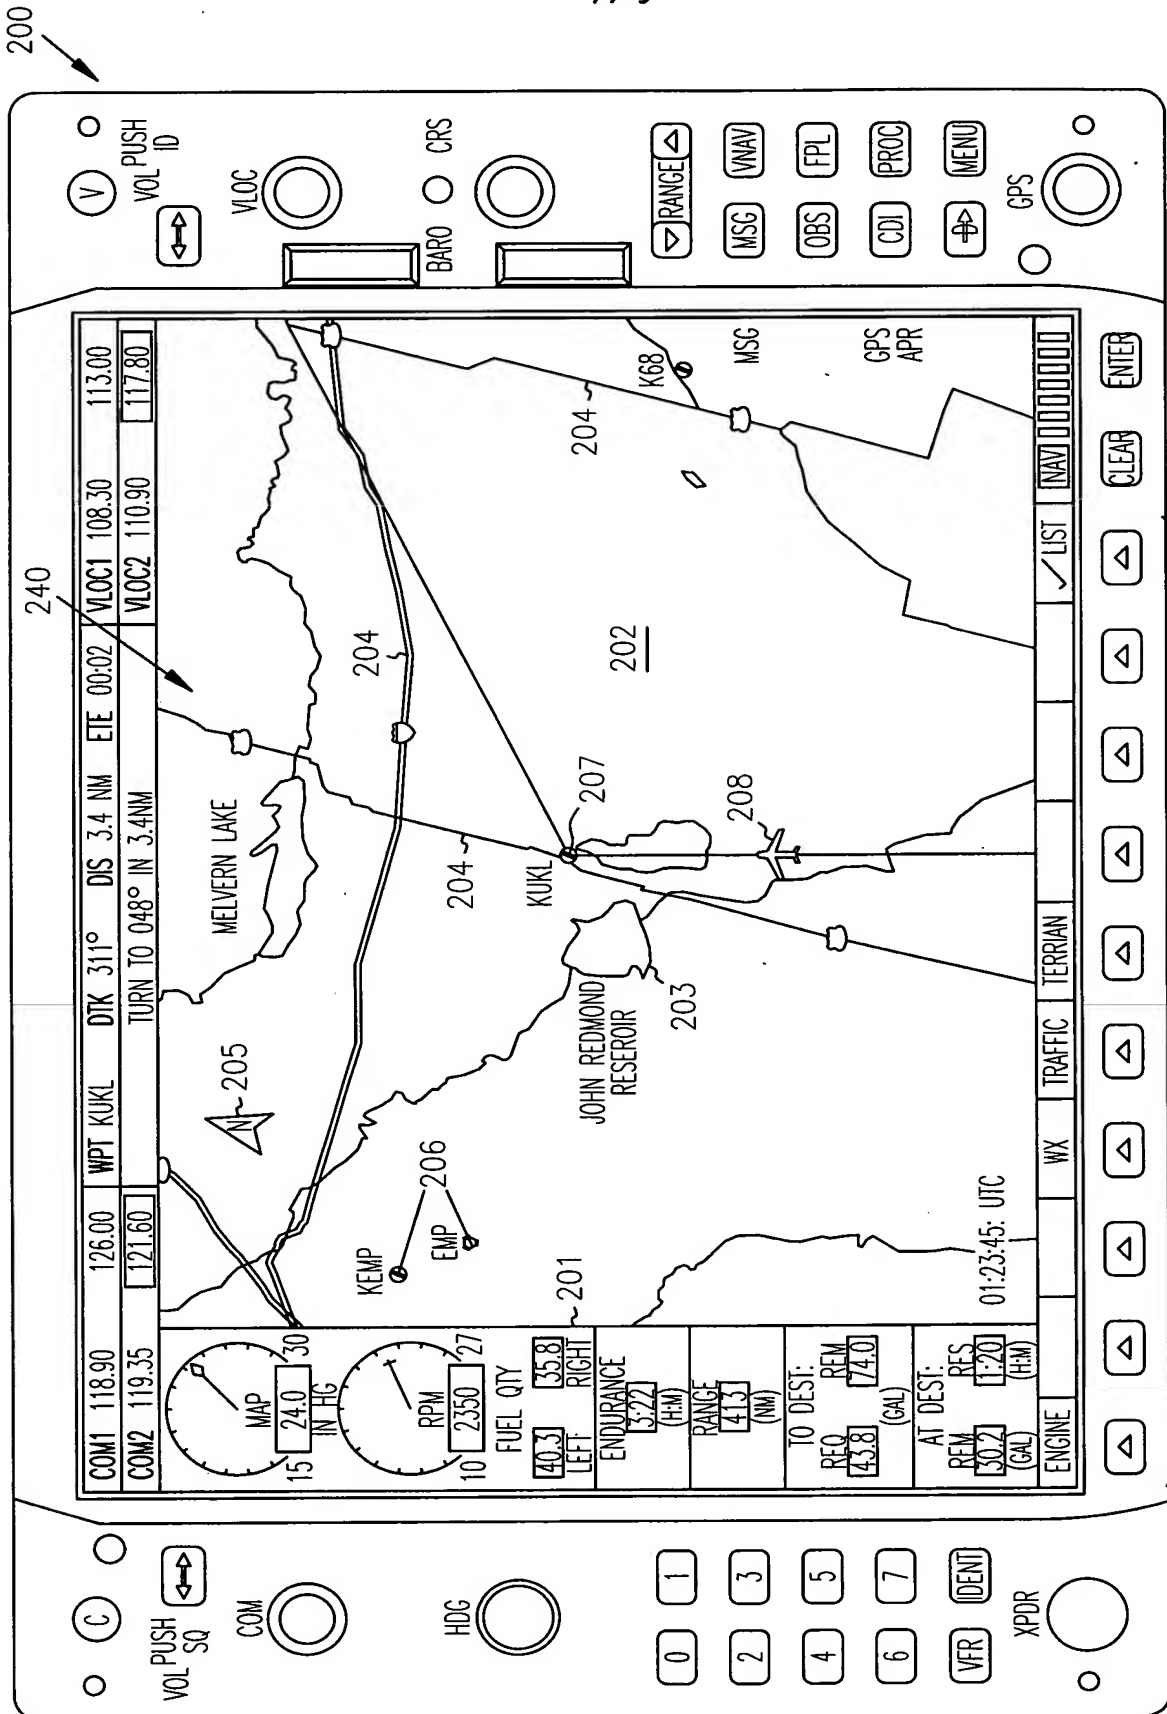 200
240
C
VOL PUSH
SQ
COM
HDG
0 1
2 3
4 5
6 7
VFR IDENT
XPDR
COM1 118.90 126.00 WPT KUKL DTK 311° DIS 3.4 NM ETE 00:02 VLOC1 108.30 113.00
COM2 119.35 121.60 TURN TO 048° IN 3.4NM VLOC2 110.90 117.80
MAP
24.0
15 IN HG 30
RPM
2350
10 27
FUEL QTY
40.3 35.8
LEFT RIGHT
ENDURANCE
3:22
(H:M)
RANGE
413
(NM)
TO DEST:
REQ REM
43.8 74.0
(GAL)
AT DEST:
REM RES
30.2 1:20
(GAL) (H:M)
201
N
205
MELVERN LAKE
204
KEMP
206
EMP
204
KUKL
207
JOHN REDMOND
RESEROIR
203
208
202
204
K68
MSG
GPS
APR
01:23:45: UTC
ENGINE WX TRAFFIC TERRIAN ✓ LIST NAV
CLEAR ENTER
V
VOL PUSH
ID
VLOC
BARO CRS
RANGE
MSG VNAV
OBS FPL
CDI PROC
D MENU
GPS